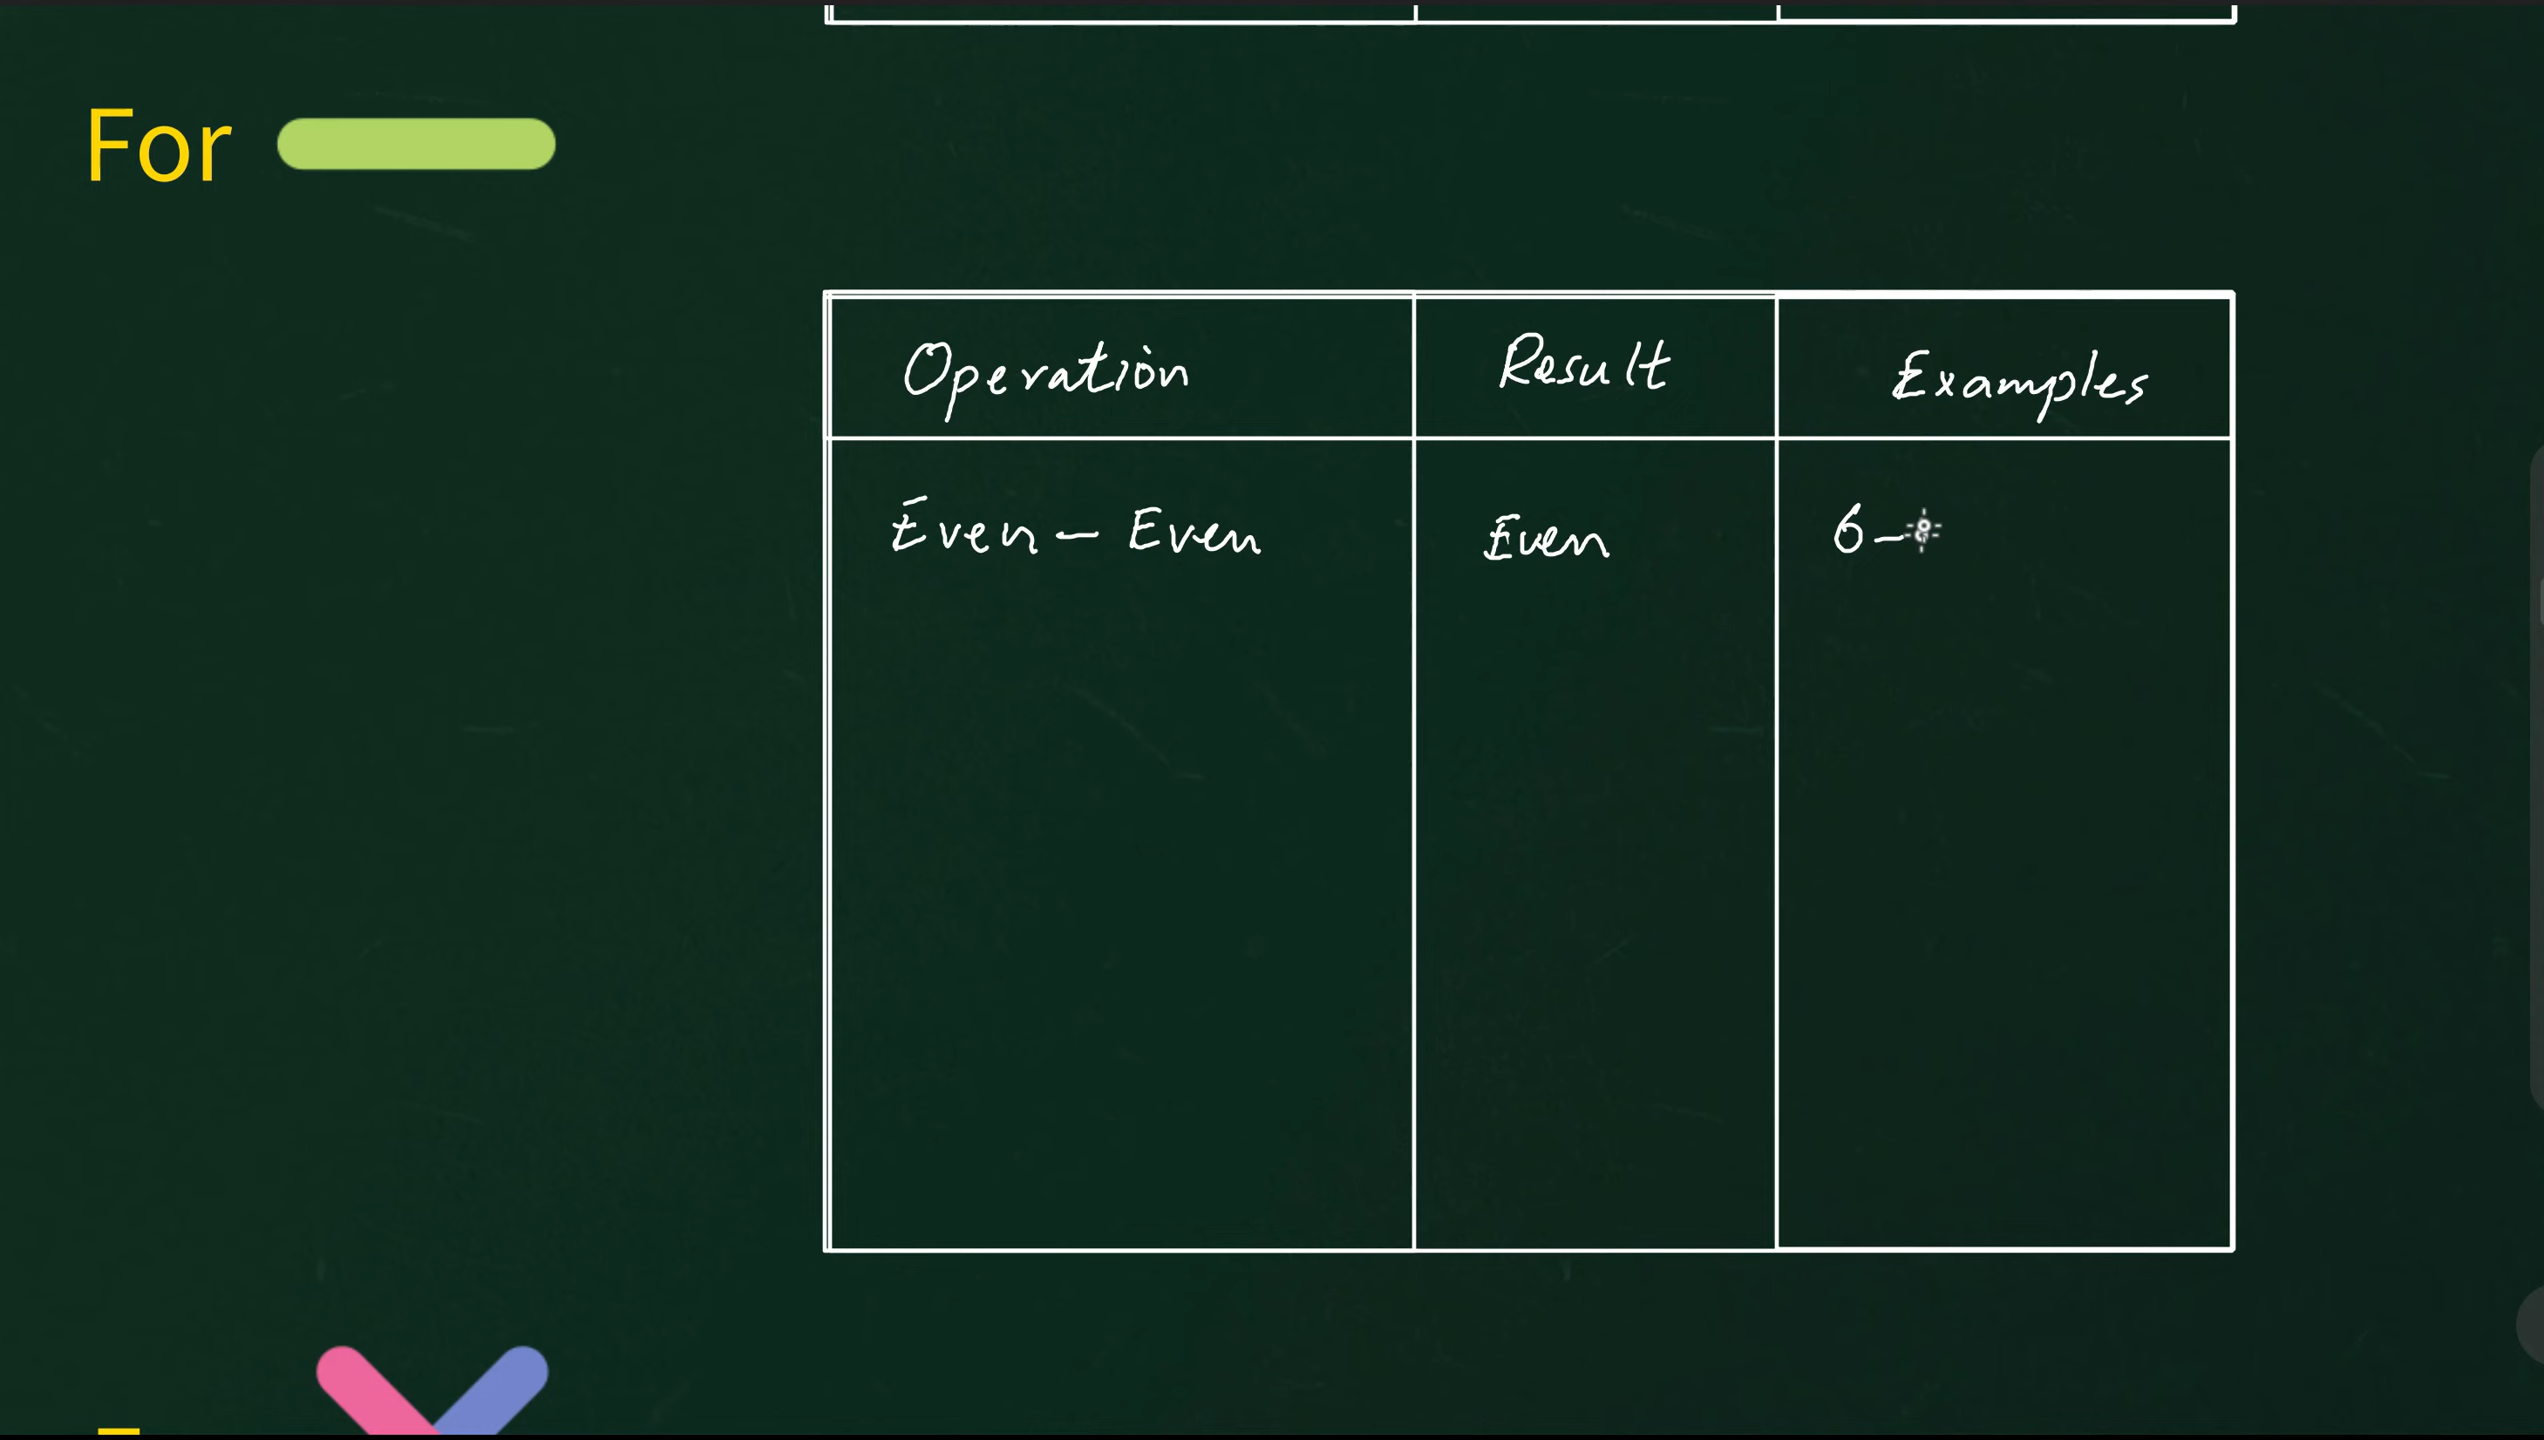 For
Operation Result Examples
Even – Even Even 6 –